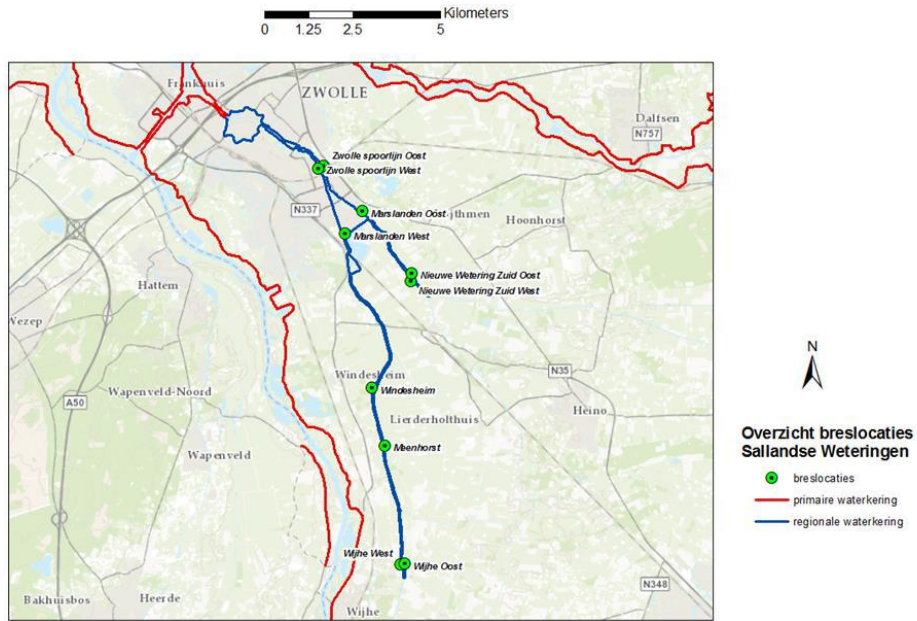 Kilometers
0 1.25 2.5 5
Frankhuis
ZWOLLE
Dalfsen
N757
Zwolle spoorlijn Oost
Zwolle spoorlijn West
N337
Marslanden Oost
jthmen
Hoonhorst
Marslanden West
Nieuwe Wetering Zuid Oost
Nieuwe Wetering Zuid West
Hattem
Wezep
Windesheim
N35
Windesheim
Wapenveld-Noord
A50
Heino
Lierderholthuis
Meenhorst
Wapenveld
Wijhe West
Wijhe Oost
N348
Bakhuisbos
Heerde
Wijhe
N
Overzicht breslocaties
Sallandse Weteringen
breslocaties
primaire waterkering
regionale waterkering